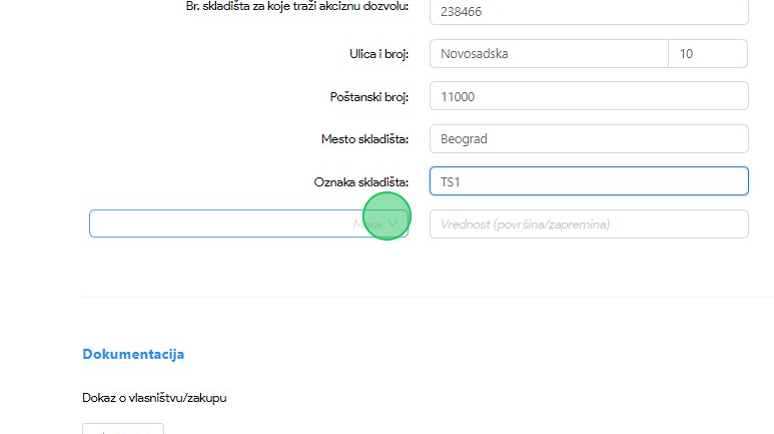 Br. skladišta za koje traži akciznu dozvolu: 238466
Ulica i broj: Novosadska 10
Poštanski broj: 11000
Mesto skladišta: Beograd
Oznaka skladišta: TS1
Mera Vrednost (površina/zapremina)
Dokumentacija
Dokaz o vlasništvu/zakupu